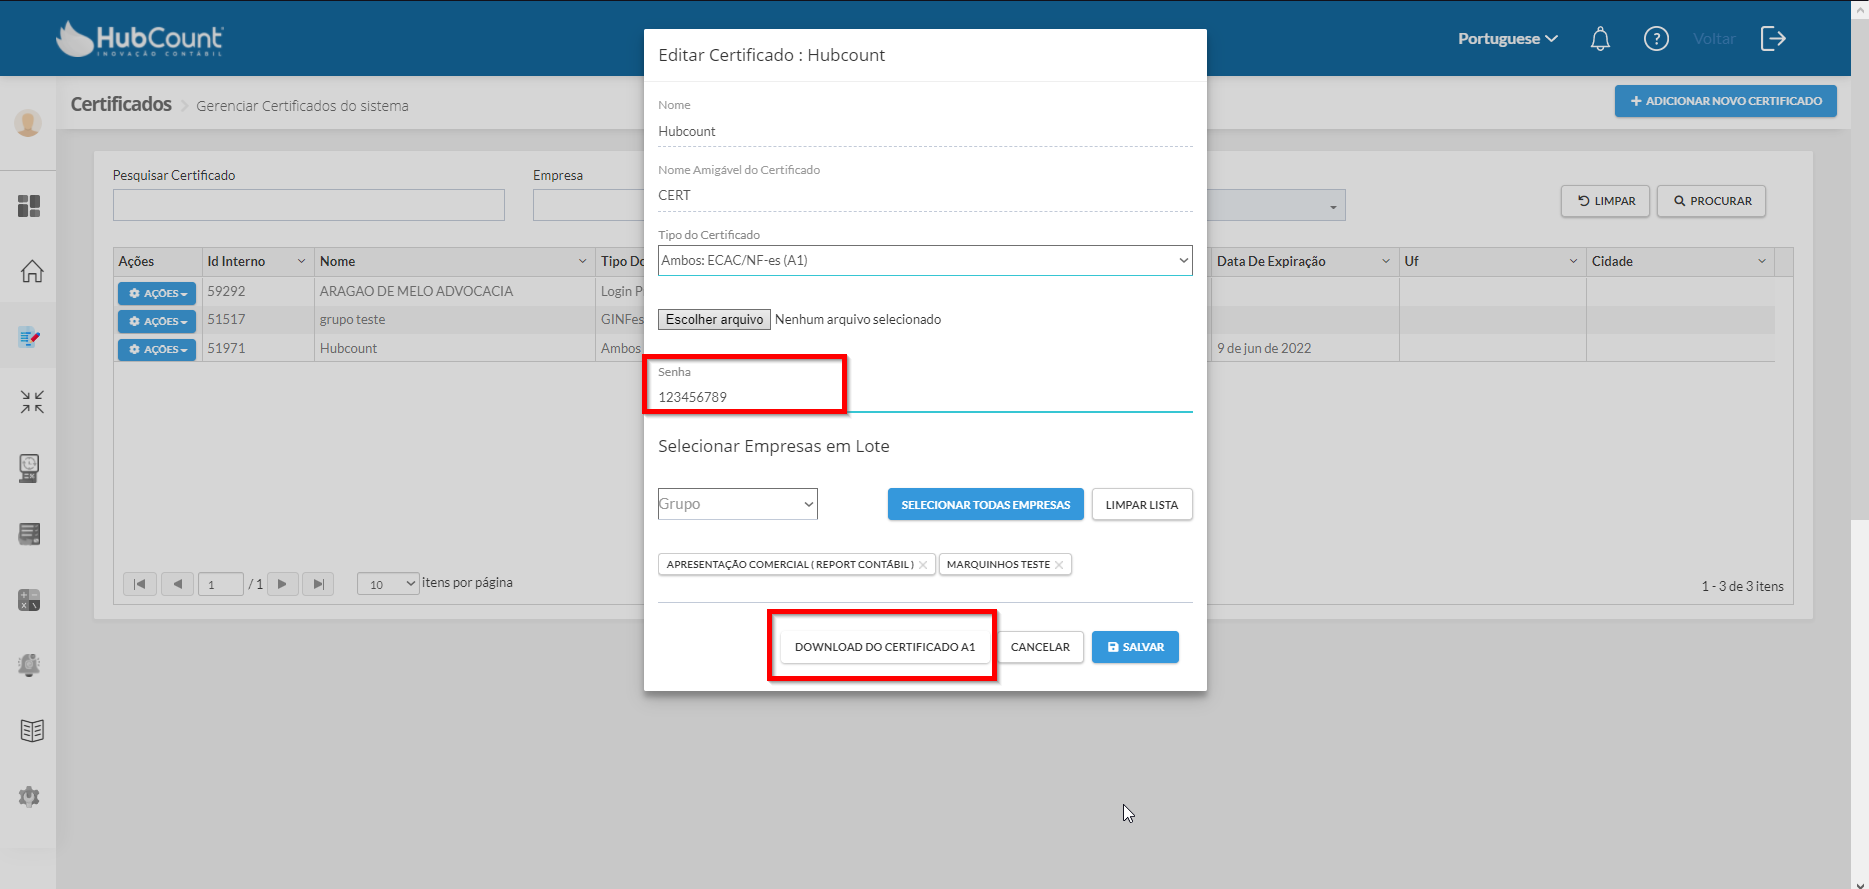 HubCount
INOVAÇÃO CONTÁBIL
Portuguese
?
Voltar
Certificados
Gerenciar Certificados do sistema
+ ADICIONAR NOVO CERTIFICADO
Pesquisar Certificado
Empresa
LIMPAR
PROCURAR
Ações
Id Interno
Nome
Tipo Do
Data De Expiração
Uf
Cidade
AÇÕES
59292
ARAGAO DE MELO ADVOCACIA
Login P
AÇÕES
51517
grupo teste
GINFes
AÇÕES
51971
Hubcount
Ambos
9 de jun de 2022
1
/ 1
10
itens por página
1 - 3 de 3 itens
Editar Certificado : Hubcount
Nome
Hubcount
Nome Amigável do Certificado
CERT
Tipo do Certificado
Ambos: ECAC/NF-es (A1)
Escolher arquivo Nenhum arquivo selecionado
Senha
123456789
Selecionar Empresas em Lote
Grupo
SELECIONAR TODAS EMPRESAS
LIMPAR LISTA
APRESENTAÇÃO COMERCIAL ( REPORT CONTÁBIL )
MARQUINHOS TESTE
DOWNLOAD DO CERTIFICADO A1
CANCELAR
SALVAR